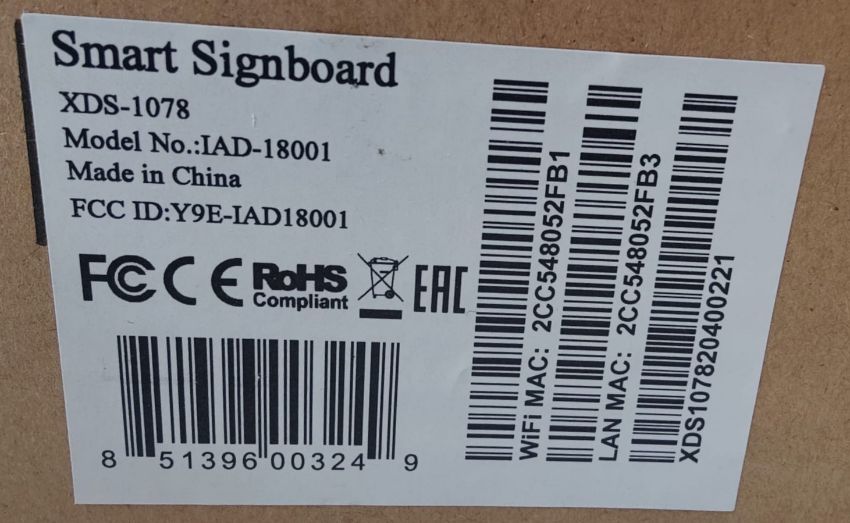 Smart Signboard
XDS-1078
Model No.:IAD-18001
Made in China
FCC ID:Y9E-IAD18001
FC CE RoHS Compliant EAC
8 51396 00324 9
WiFi MAC: 2CC548052FB1
LAN MAC: 2CC548052FB3
XDS107820400221